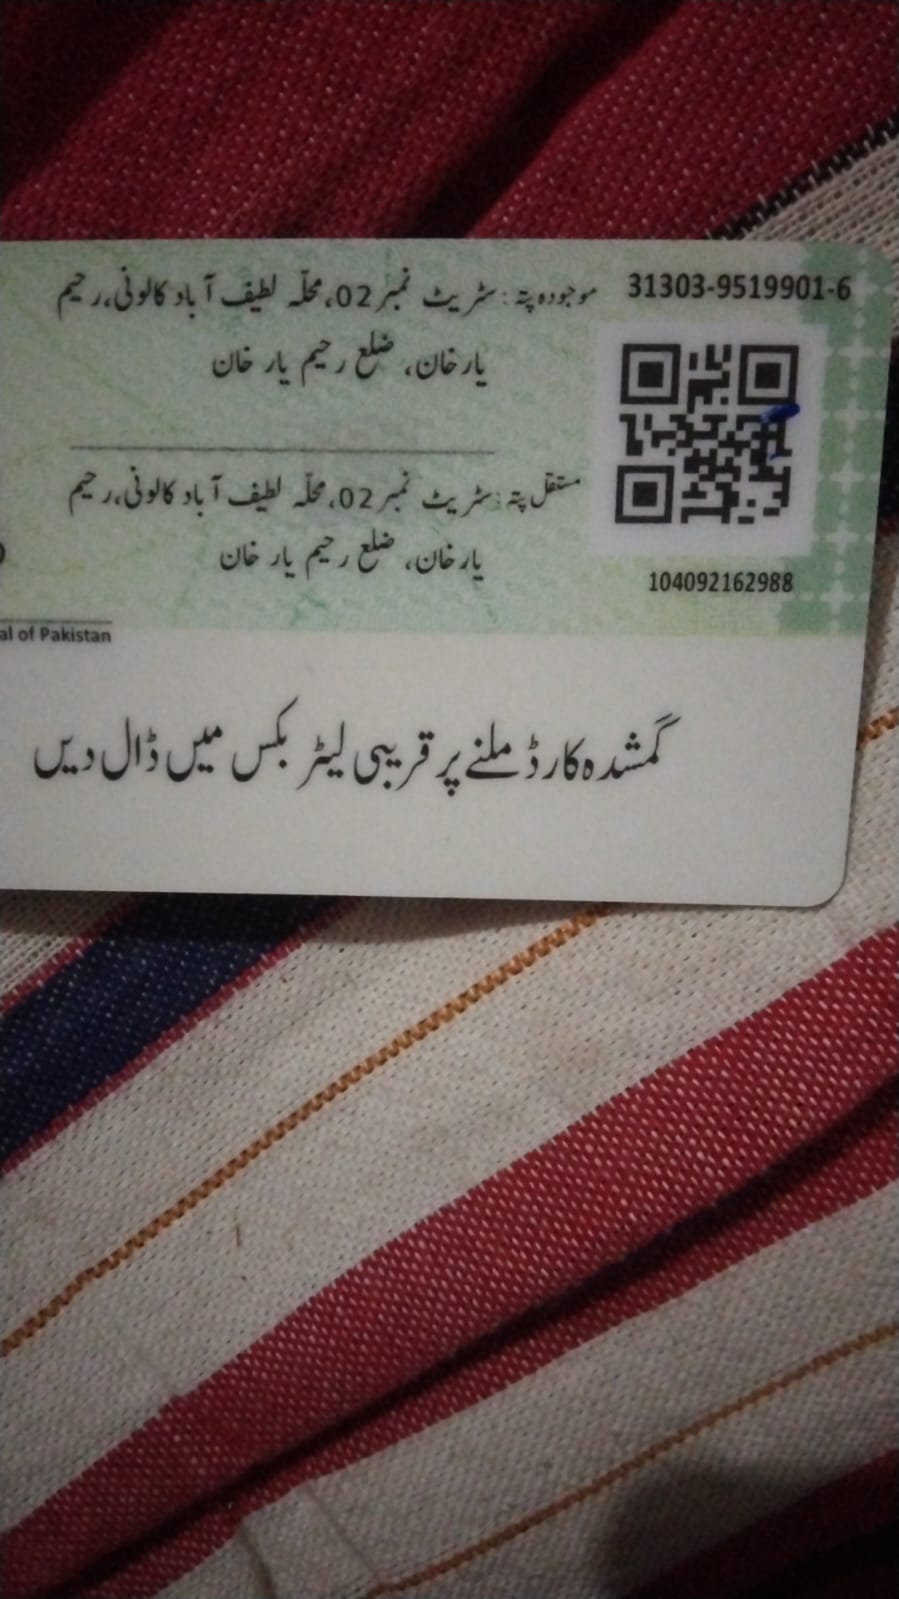 31303-9519901-6
موجودہ پتہ: سٹریٹ نمبر 02، محلّہ لطیف آباد کالونی، رحیم
یار خان، ضلع رحیم یار خان
مستقل پتہ: سٹریٹ نمبر 02، محلّہ لطیف آباد کالونی، رحیم
یار خان، ضلع رحیم یار خان
104092162988
al of Pakistan
گمشدہ کارڈ ملنے پر قریبی لیٹر بکس میں ڈال دیں